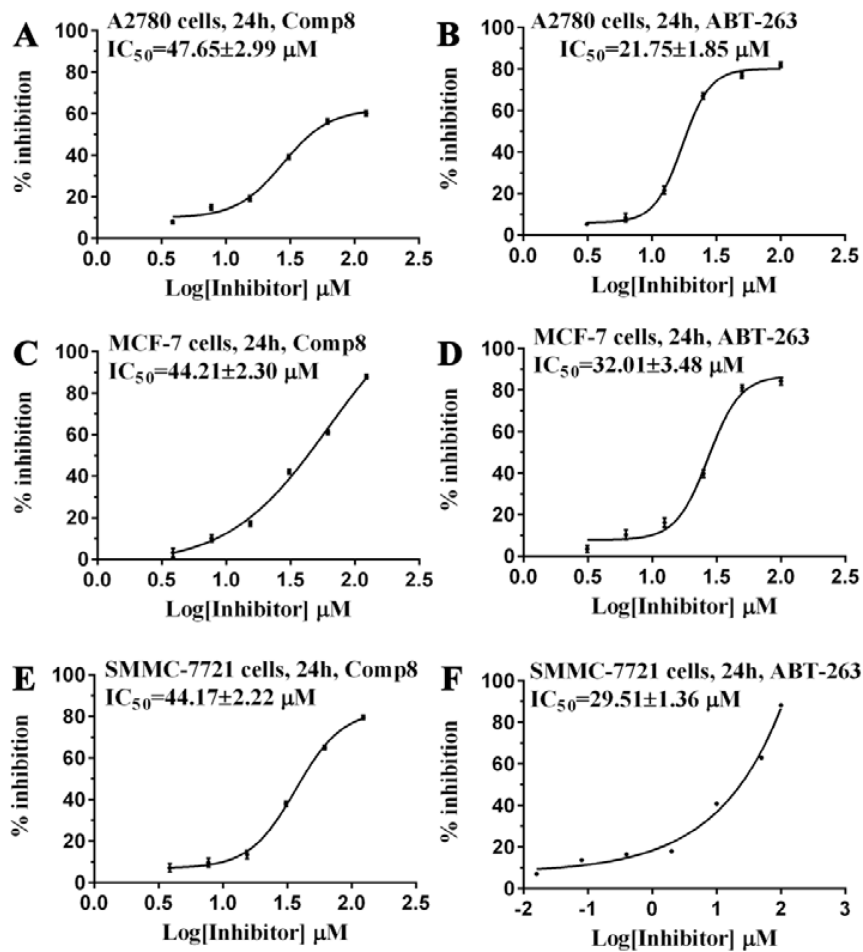 A
A2780 cells, 24h, Comp8
IC50=47.65±2.99 µM
% inhibition
100
80
60
40
20
0
0.0 0.5 1.0 1.5 2.0 2.5
Log[Inhibitor] µM
B
A2780 cells, 24h, ABT-263
IC50=21.75±1.85 µM
% inhibition
100
80
60
40
20
0
0.0 0.5 1.0 1.5 2.0 2.5
Log[Inhibitor] µM
C
MCF-7 cells, 24h, Comp8
IC50=44.21±2.30 µM
% inhibition
100
80
60
40
20
0
0.0 0.5 1.0 1.5 2.0 2.5
Log[Inhibitor] µM
D
MCF-7 cells, 24h, ABT-263
IC50=32.01±3.48 µM
% inhibition
100
80
60
40
20
0
0.0 0.5 1.0 1.5 2.0 2.5
Log[Inhibitor] µM
E
SMMC-7721 cells, 24h, Comp8
IC50=44.17±2.22 µM
% inhibition
100
80
60
40
20
0
0.0 0.5 1.0 1.5 2.0 2.5
Log[Inhibitor] µM
F
SMMC-7721 cells, 24h, ABT-263
IC50=29.51±1.36 µM
% inhibition
100
80
60
40
20
0
-2 -1 0 1 2 3
Log[Inhibitor] µM